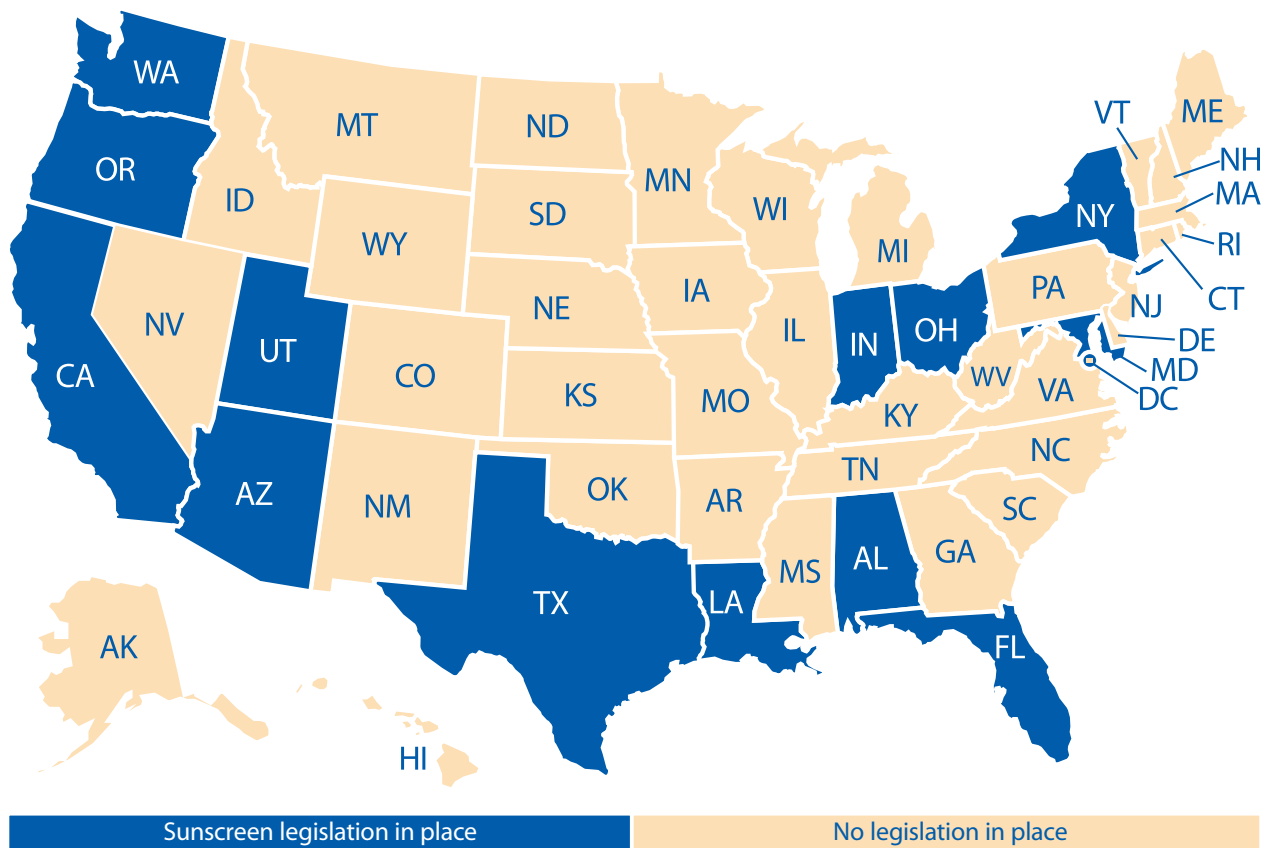 WA
MT
ND
VT
ME
OR
ID
MN
NH
SD
WI
MA
NY
WY
MI
RI
IA
PA
CT
NE
NJ
NV
IL
OH
DE
UT
IN
MD
CA
CO
WV
VA
DC
KS
MO
KY
NC
TN
AZ
OK
AR
NM
SC
GA
MS
AL
TX
LA
AK
FL
HI
Sunscreen legislation in place
No legislation in place